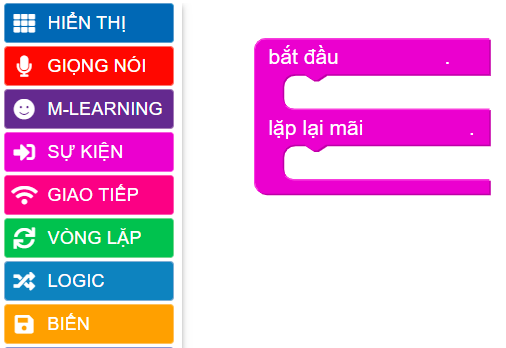 HIỂN THỊ
GIỌNG NÓI
M-LEARNING
SỰ KIỆN
GIAO TIẾP
VÒNG LẶP
LOGIC
BIẾN
bắt đầu .
lặp lại mãi .